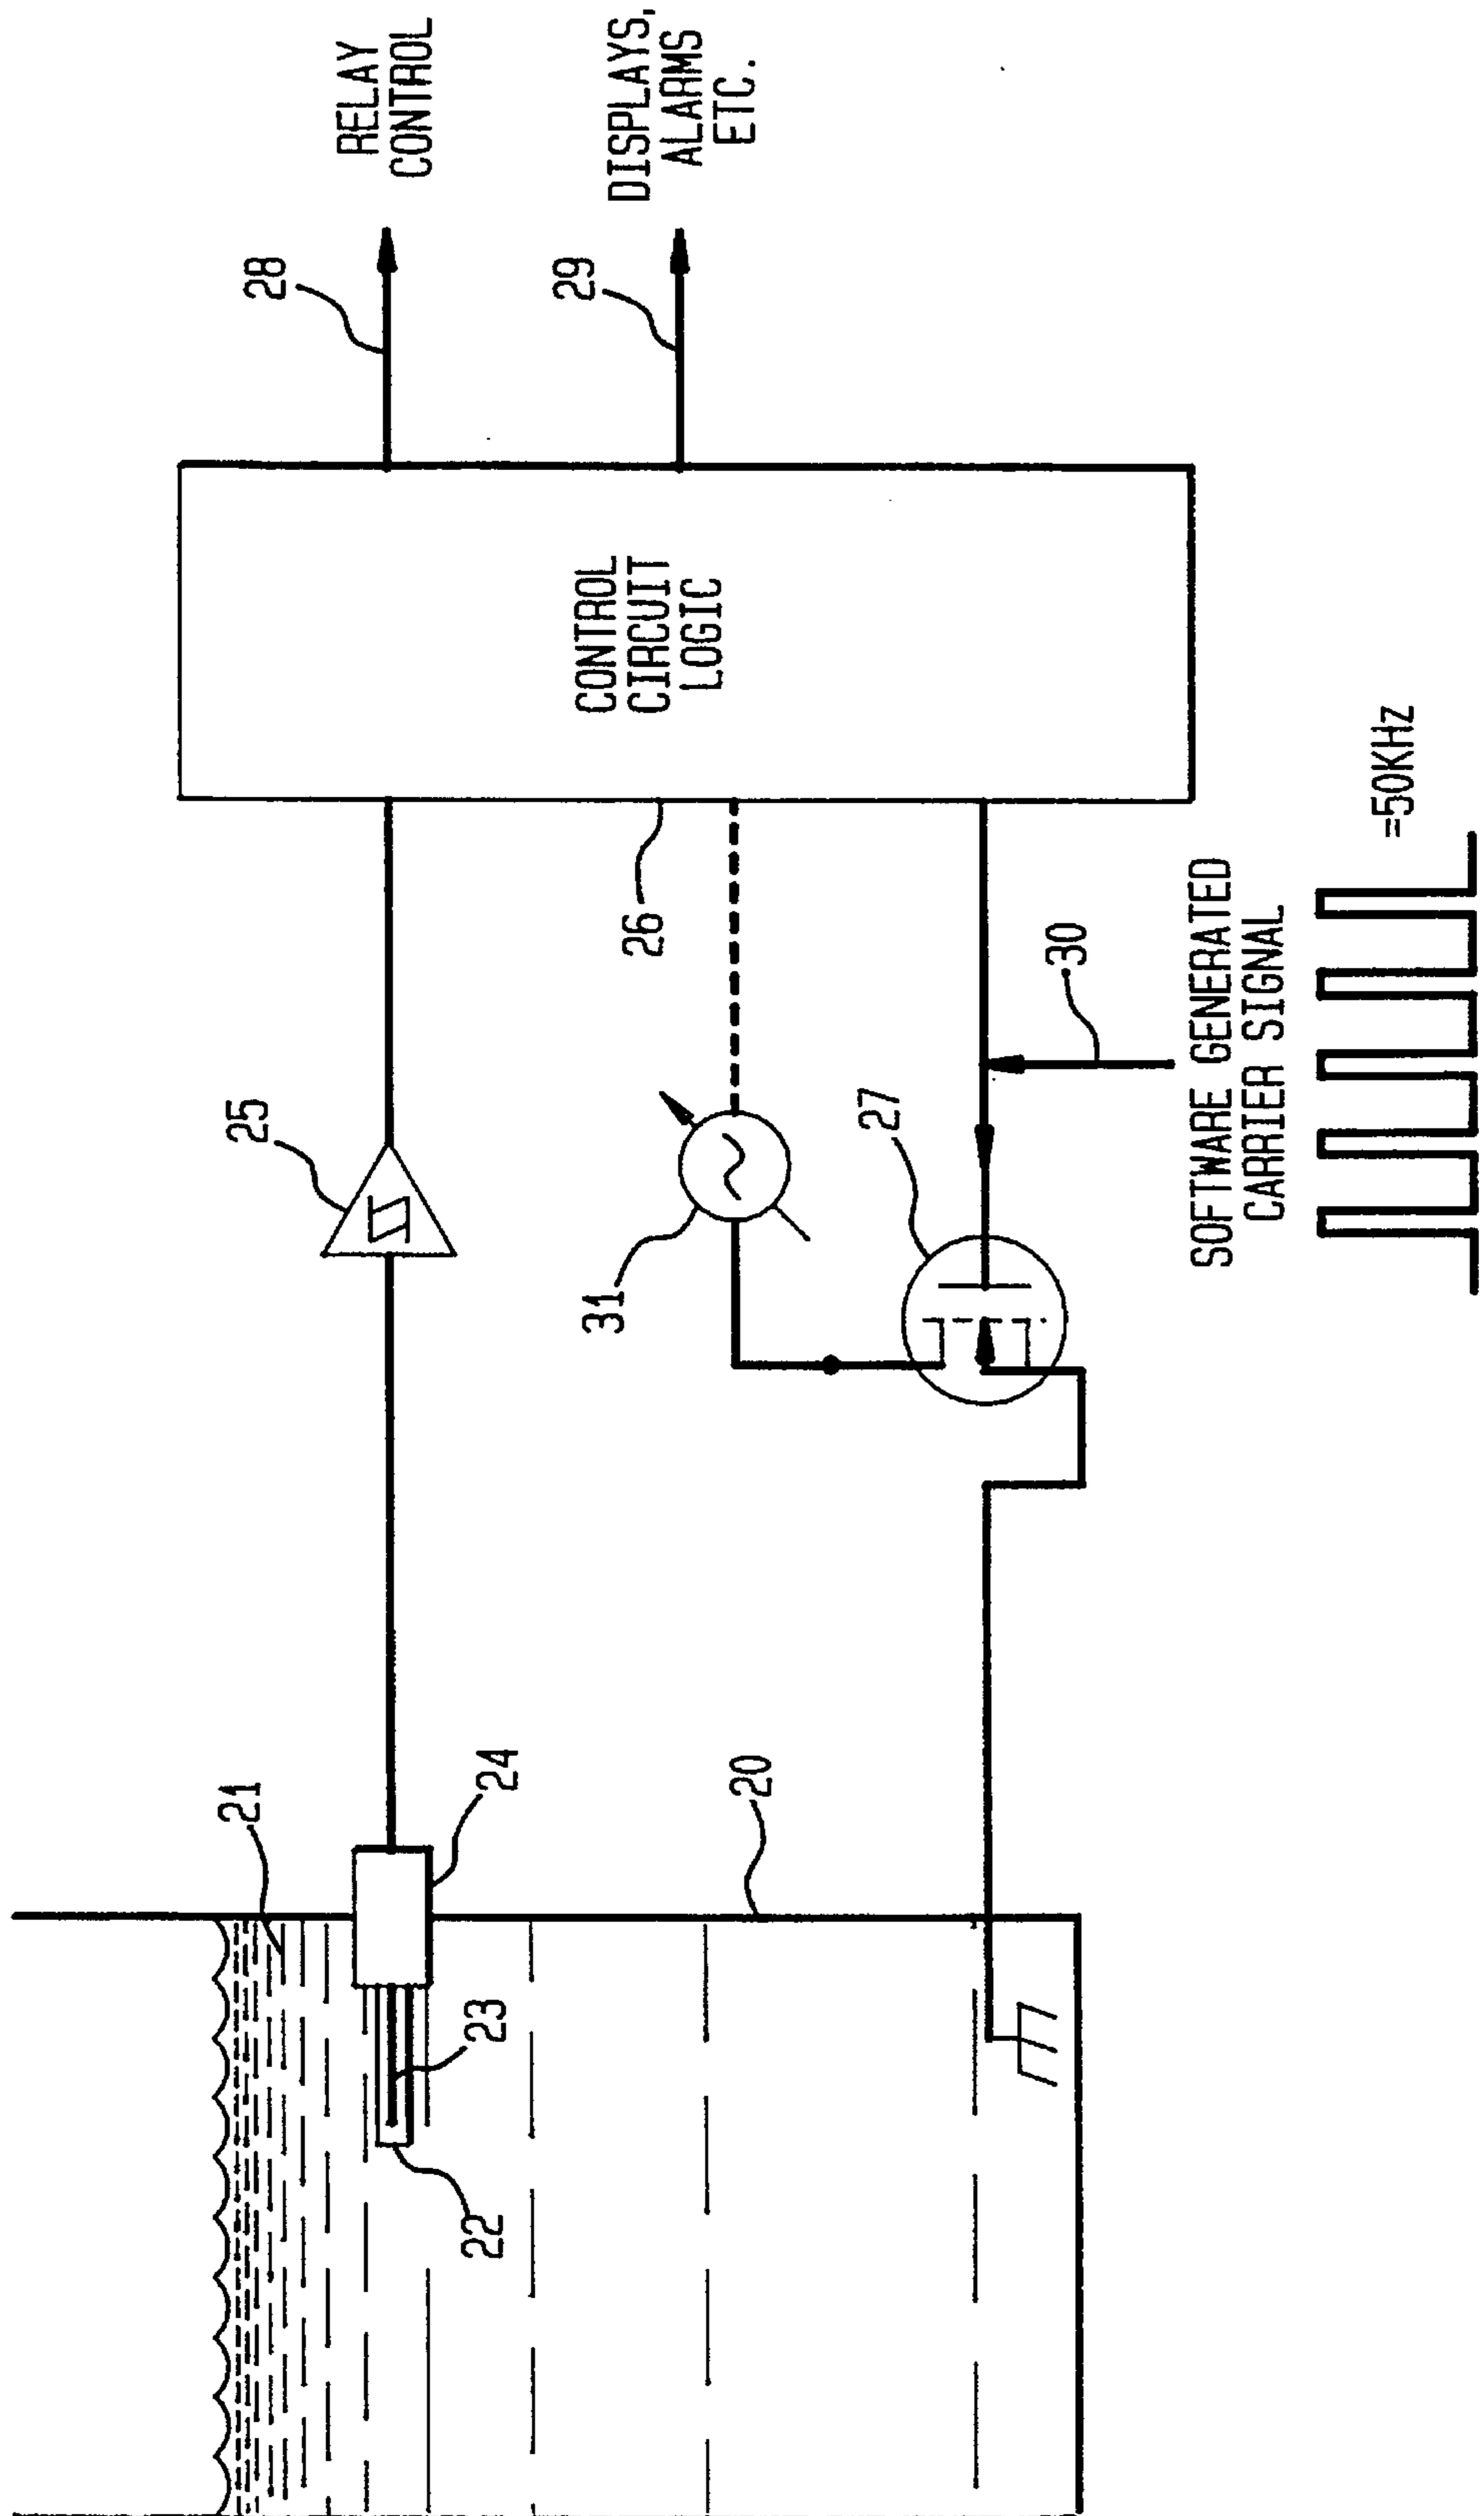 RELAY
CONTROL
DISPLAYS,
ALARMS
ETC.
28
29
CONTROL
CIRCUIT
LOGIC
26
25
31
27
30
SOFTWARE GENERATED
CARRIER SIGNAL
=50KHz
21
24
20
23
22